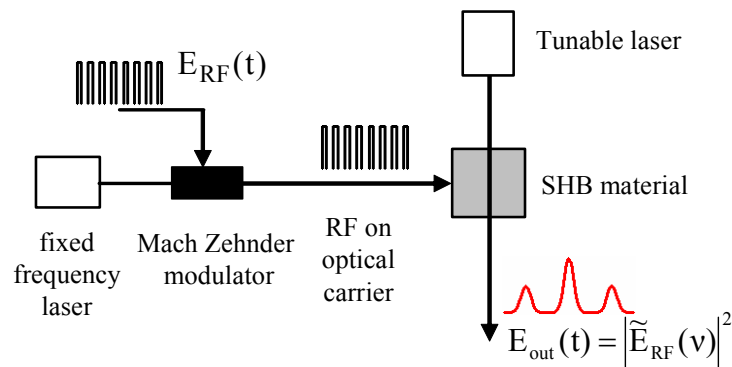 E_RF(t)
Tunable laser
SHB material
fixed
frequency
laser
Mach Zehnder
modulator
RF on
optical
carrier
E_out(t) = |Ẽ_RF(ν)|²